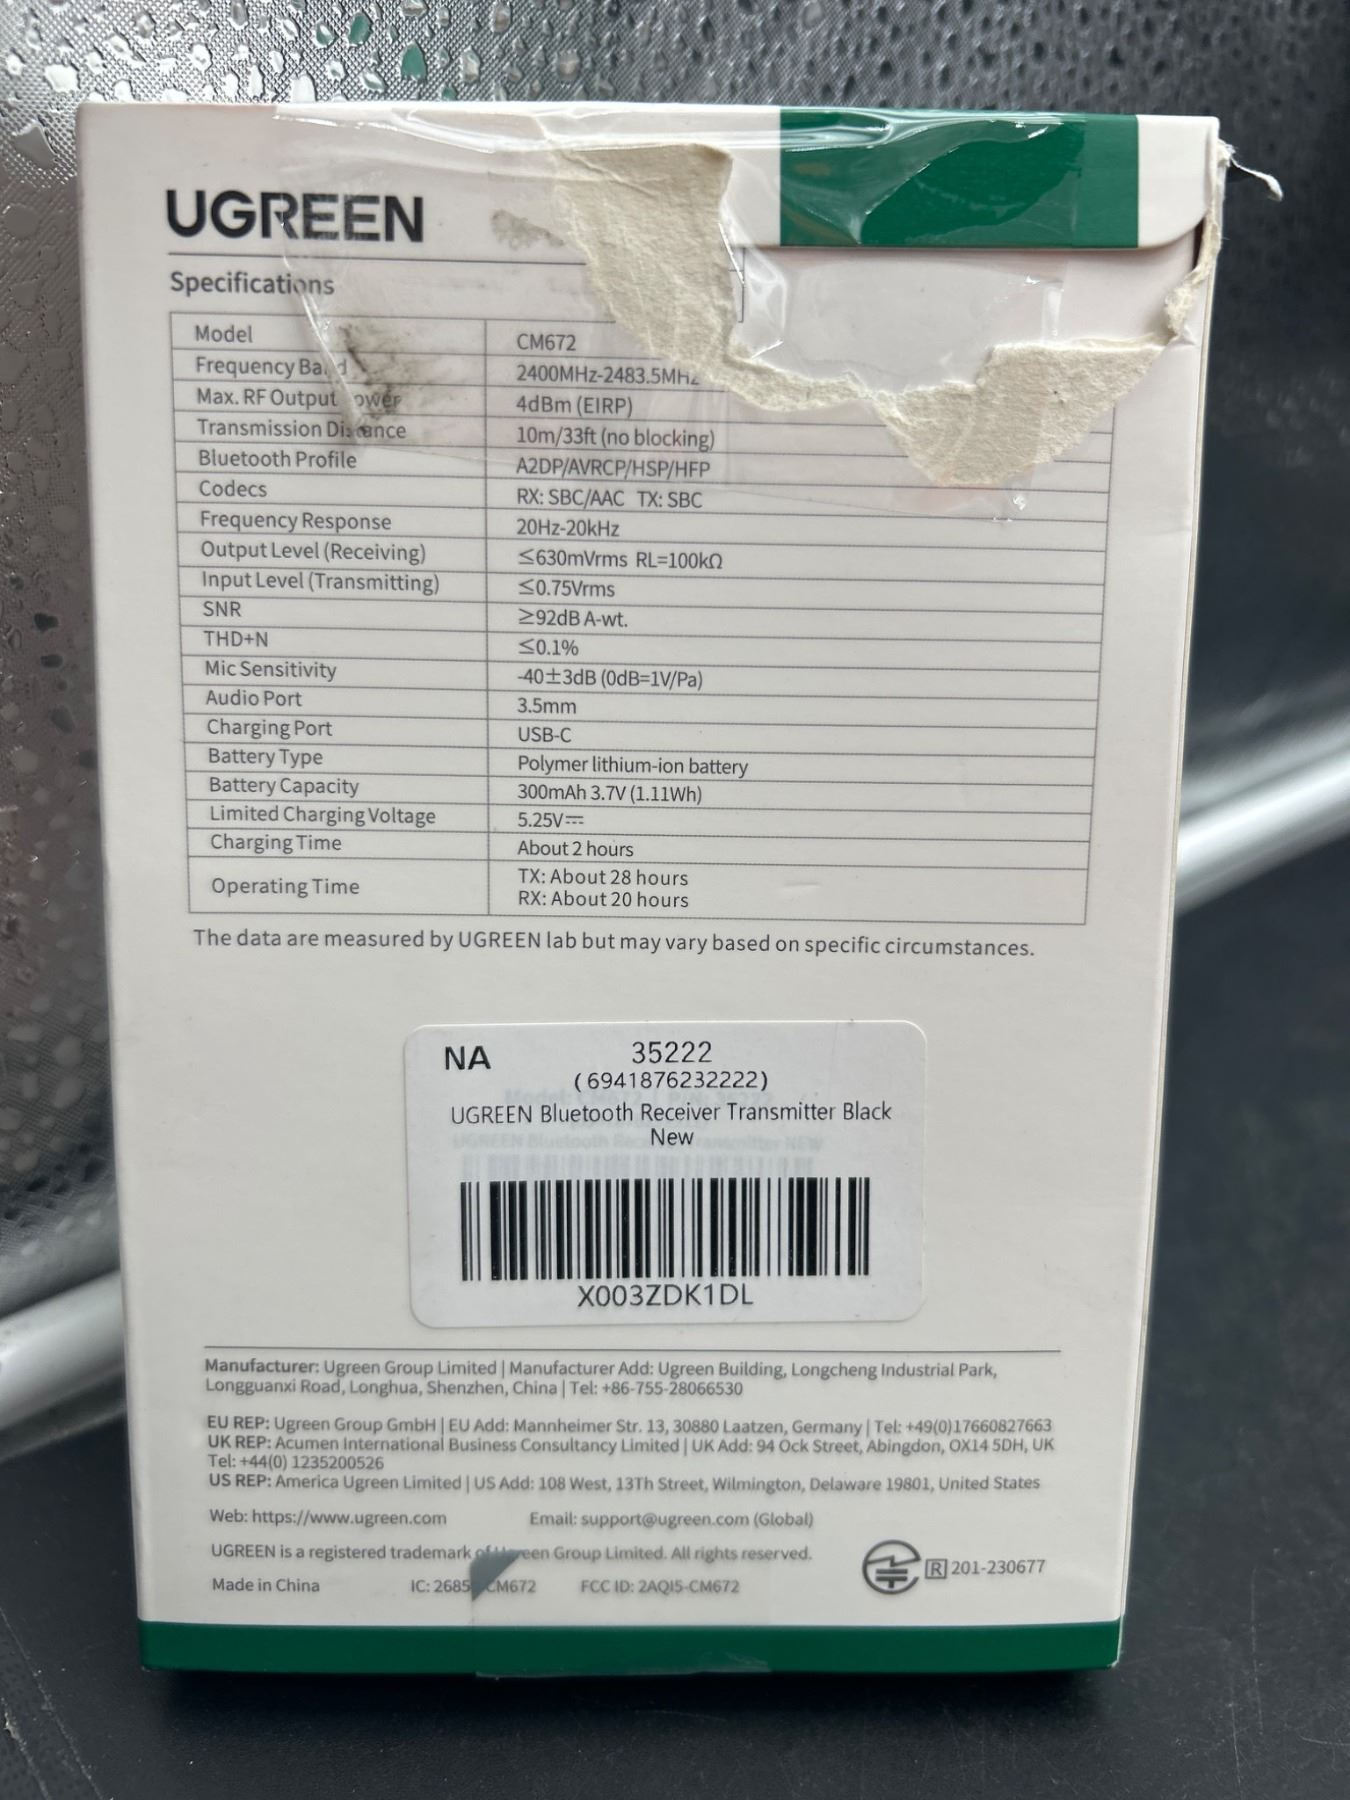 UGREEN
Specifications
Model CM672
Frequency Band 2400MHz-2483.5MHz
Max. RF Output Power 4dBm (EIRP)
Transmission Distance 10m/33ft (no blocking)
Bluetooth Profile A2DP/AVRCP/HSP/HFP
Codecs RX: SBC/AAC TX: SBC
Frequency Response 20Hz-20kHz
Output Level (Receiving) ≤630mVrms RL=100kΩ
Input Level (Transmitting) ≤0.75Vrms
SNR ≥92dB A-wt.
THD+N ≤0.1%
Mic Sensitivity -40±3dB (0dB=1V/Pa)
Audio Port 3.5mm
Charging Port USB-C
Battery Type Polymer lithium-ion battery
Battery Capacity 300mAh 3.7V (1.11Wh)
Limited Charging Voltage 5.25V⎓
Charging Time About 2 hours
Operating Time TX: About 28 hours
RX: About 20 hours
The data are measured by UGREEN lab but may vary based on specific circumstances.
NA 35222
(6941876232222)
UGREEN Bluetooth Receiver Transmitter Black
New
X003ZDK1DL
Manufacturer: Ugreen Group Limited | Manufacturer Add: Ugreen Building, Longcheng Industrial Park,
Longguanxi Road, Longhua, Shenzhen, China | Tel: +86-755-28066530
EU REP: Ugreen Group GmbH | EU Add: Mannheimer Str. 13, 30880 Laatzen, Germany | Tel: +49(0)17660827663
UK REP: Acumen International Business Consultancy Limited | UK Add: 94 Ock Street, Abingdon, OX14 5DH, UK
Tel: +44(0) 1235200526
US REP: America Ugreen Limited | US Add: 108 West, 13Th Street, Wilmington, Delaware 19801, United States
Web: https://www.ugreen.com Email: support@ugreen.com (Global)
UGREEN is a registered trademark of Ugreen Group Limited. All rights reserved.
R 201-230677
Made in China IC: 2685 CM672 FCC ID: 2AQI5-CM672